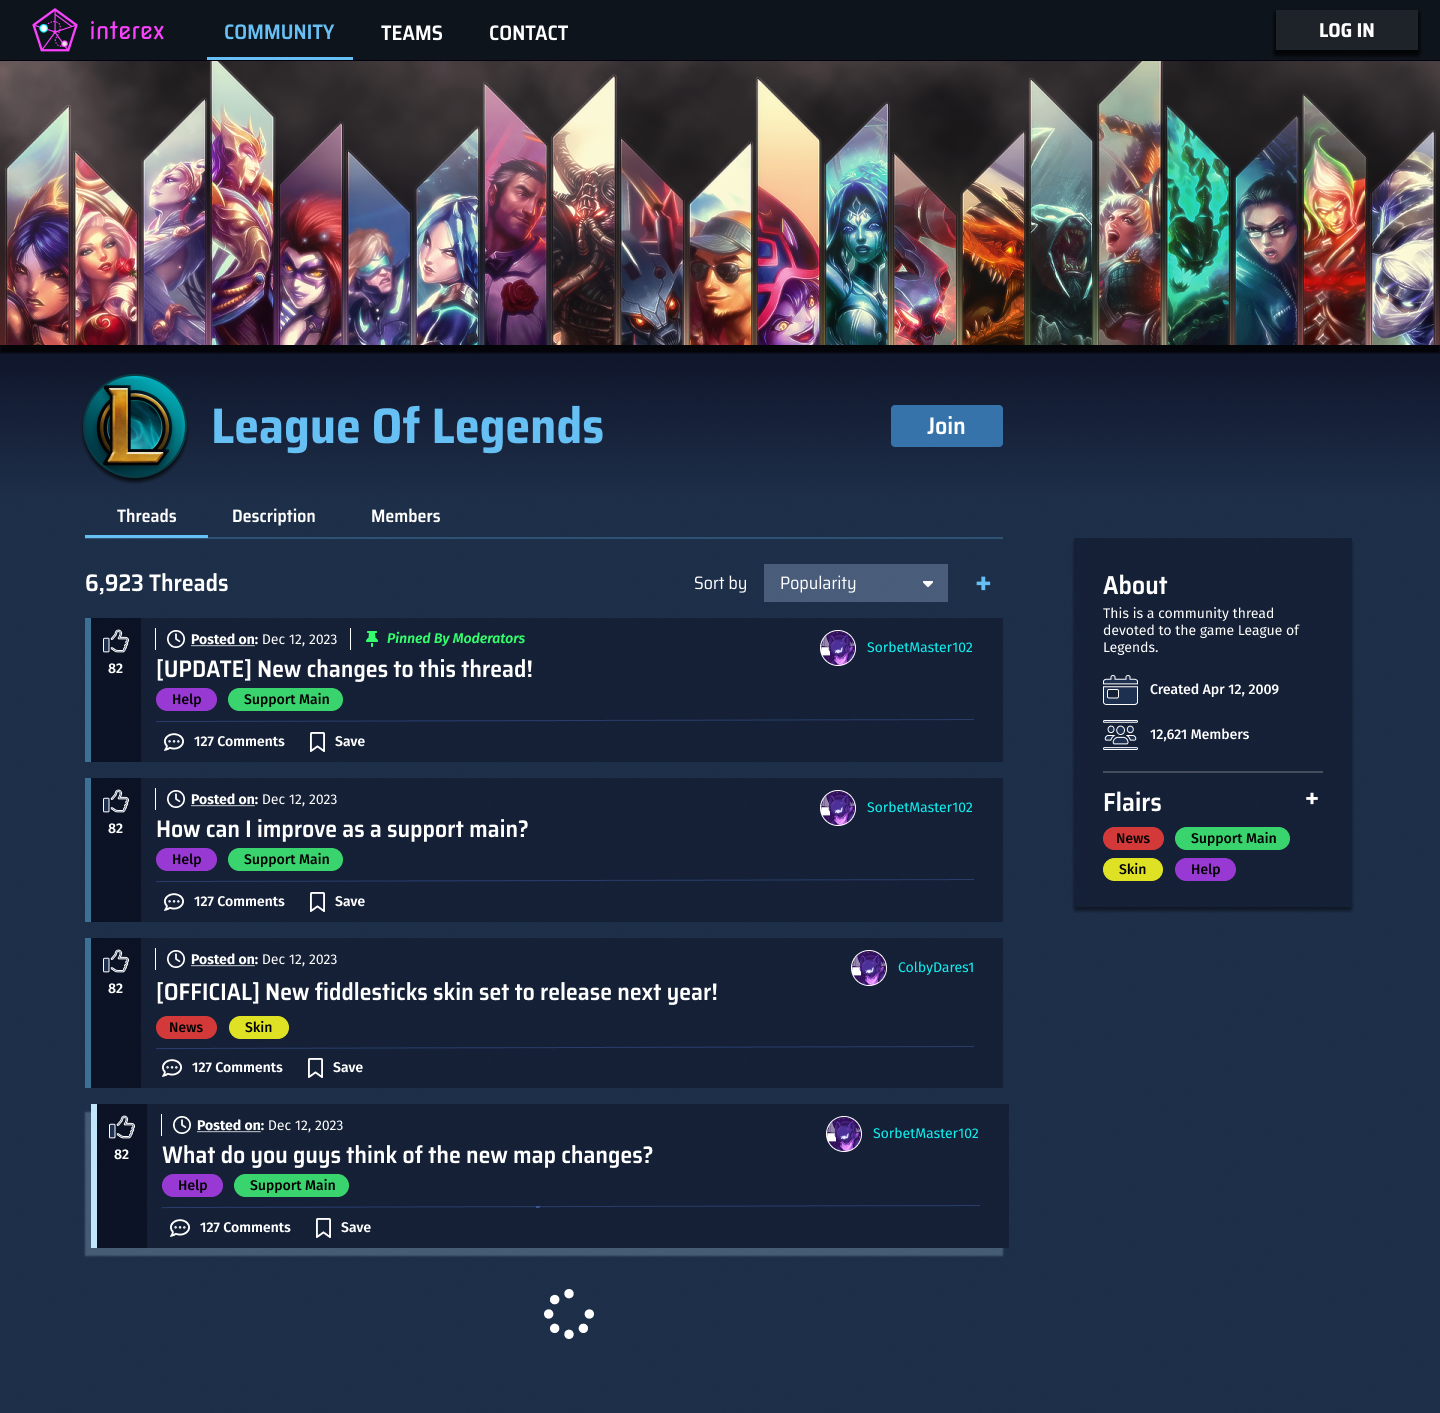 interex
COMMUNITY
TEAMS
CONTACT
LOG IN
League Of Legends
Join
Threads
Description
Members
6,923 Threads
Sort by
Popularity
82
Posted on: Dec 12, 2023
Pinned By Moderators
SorbetMaster102
[UPDATE] New changes to this thread!
Help
Support Main
127 Comments
Save
82
Posted on: Dec 12, 2023
SorbetMaster102
How can I improve as a support main?
Help
Support Main
127 Comments
Save
82
Posted on: Dec 12, 2023
ColbyDares1
[OFFICIAL] New fiddlesticks skin set to release next year!
News
Skin
127 Comments
Save
82
Posted on: Dec 12, 2023
SorbetMaster102
What do you guys think of the new map changes?
Help
Support Main
127 Comments
Save
About
This is a community thread
devoted to the game League of
Legends.
Created Apr 12, 2009
12,621 Members
Flairs
News
Support Main
Skin
Help